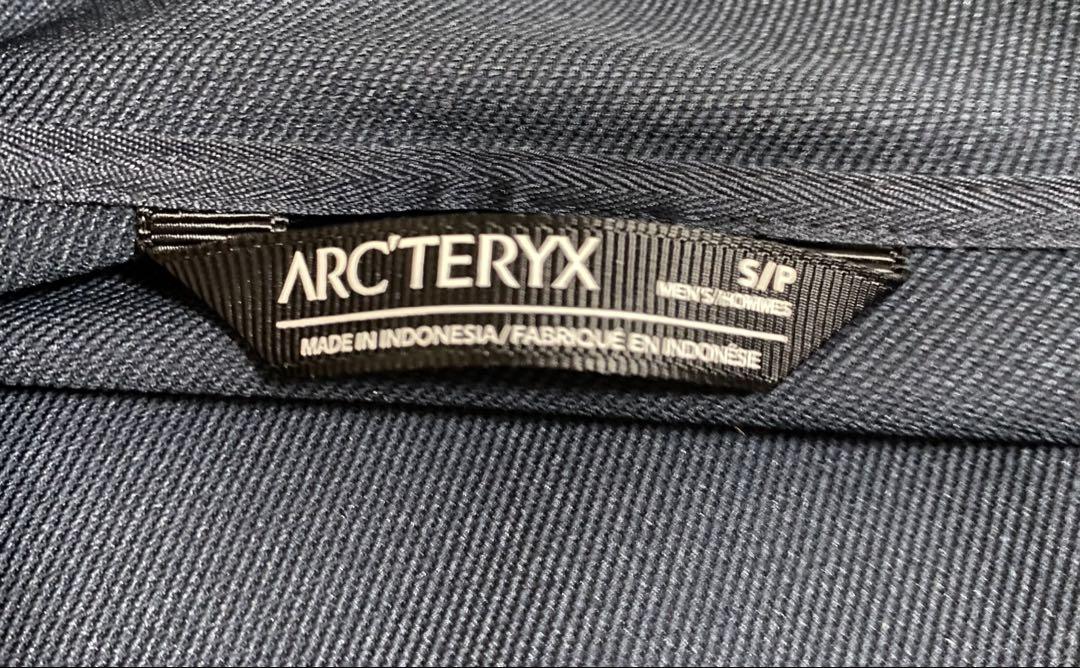 ARC'TERYX
S/P
MEN'S/HOMMES
MADE IN INDONESIA/FABRIQUÉ EN INDONÉSIE